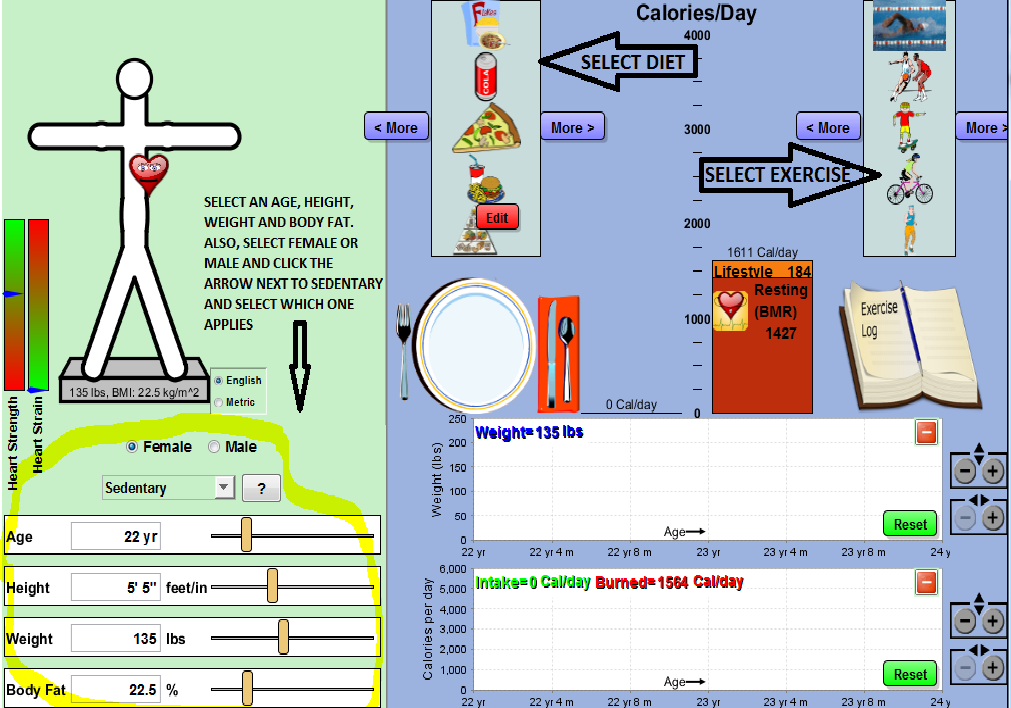 Calories/Day
4000
3000
2000
1000
0
Flakes
COLA
SELECT DIET
< More
More >
Edit
< More
More >
SELECT EXERCISE
SELECT AN AGE, HEIGHT,
WEIGHT AND BODY FAT.
ALSO, SELECT FEMALE OR
MALE AND CLICK THE
ARROW NEXT TO SEDENTARY
AND SELECT WHICH ONE
APPLIES
1611 Cal/day
Lifestyle 184
Resting
(BMR)
1427
0 Cal/day
Exercise
Log
135 lbs, BMI: 22.5 kg/m^2
English
Metric
Heart Strength
Heart Strain
Female
Male
Sedentary
?
Age 22 yr
Height 5' 5" feet/in
Weight 135 lbs
Body Fat 22.5 %
Weight (lbs)
250
200
150
100
50
0
Weight=135 lbs
Age
Reset
22 yr 22 yr 4 m 22 yr 8 m 23 yr 23 yr 4 m 23 yr 8 m 24 y
Calories per day
6,000
5,000
4,000
3,000
2,000
1,000
0
Intake=0 Cal/day Burned=1564 Cal/day
Age
Reset
22 yr 22 yr 4 m 22 yr 8 m 23 yr 23 yr 4 m 23 yr 8 m 24 y